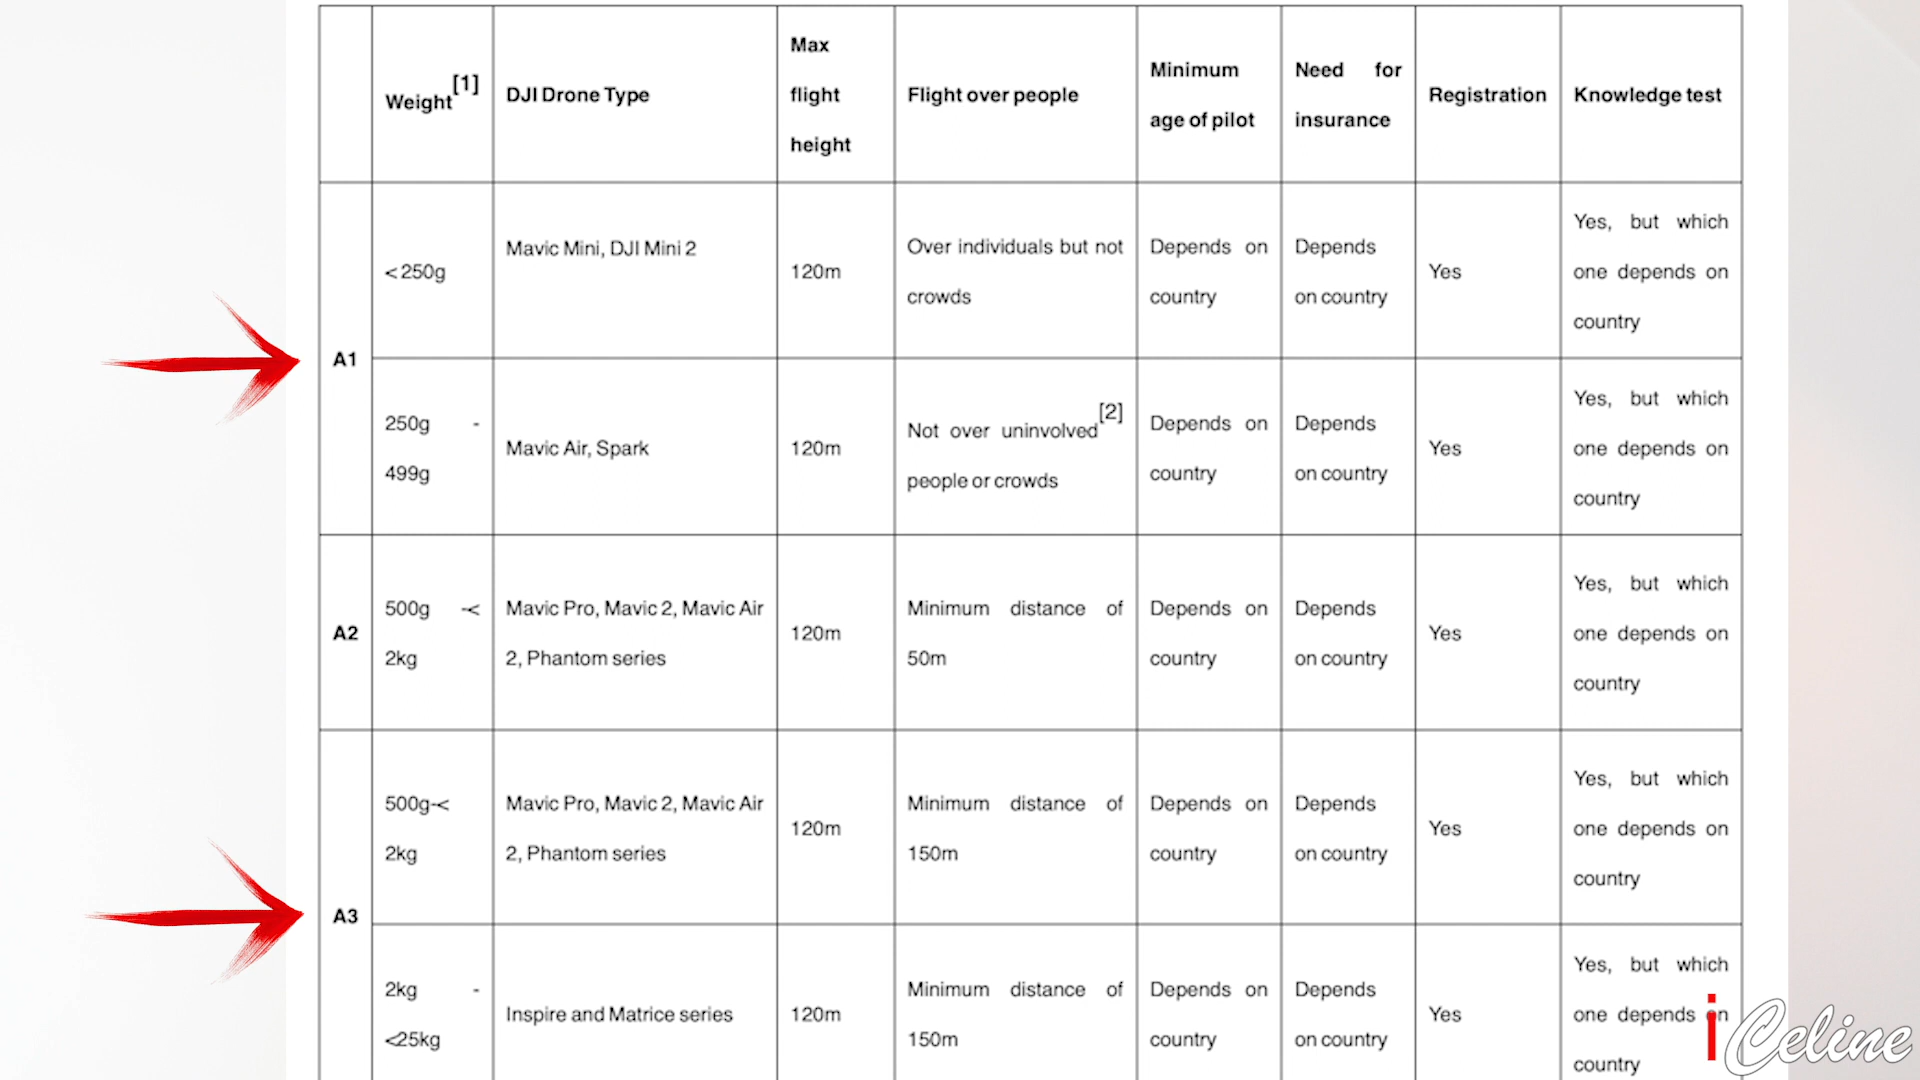 Weight[1]
DJI Drone Type
Max
flight
height
Flight over people
Minimum
age of pilot
Need for
insurance
Registration
Knowledge test
A1
<250g
Mavic Mini, DJI Mini 2
120m
Over individuals but not
crowds
Depends on
country
Depends
on country
Yes
Yes, but which
one depends on
country
250g -
499g
Mavic Air, Spark
120m
Not over uninvolved[2]
people or crowds
Depends on
country
Depends
on country
Yes
Yes, but which
one depends on
country
A2
500g -<
2kg
Mavic Pro, Mavic 2, Mavic Air
2, Phantom series
120m
Minimum distance of
50m
Depends on
country
Depends
on country
Yes
Yes, but which
one depends on
country
A3
500g-<
2kg
Mavic Pro, Mavic 2, Mavic Air
2, Phantom series
120m
Minimum distance of
150m
Depends on
country
Depends
on country
Yes
Yes, but which
one depends on
country
2kg -
<25kg
Inspire and Matrice series
120m
Minimum distance of
150m
Depends on
country
Depends
on country
Yes
Yes, but which
one depends on
country
iCeline